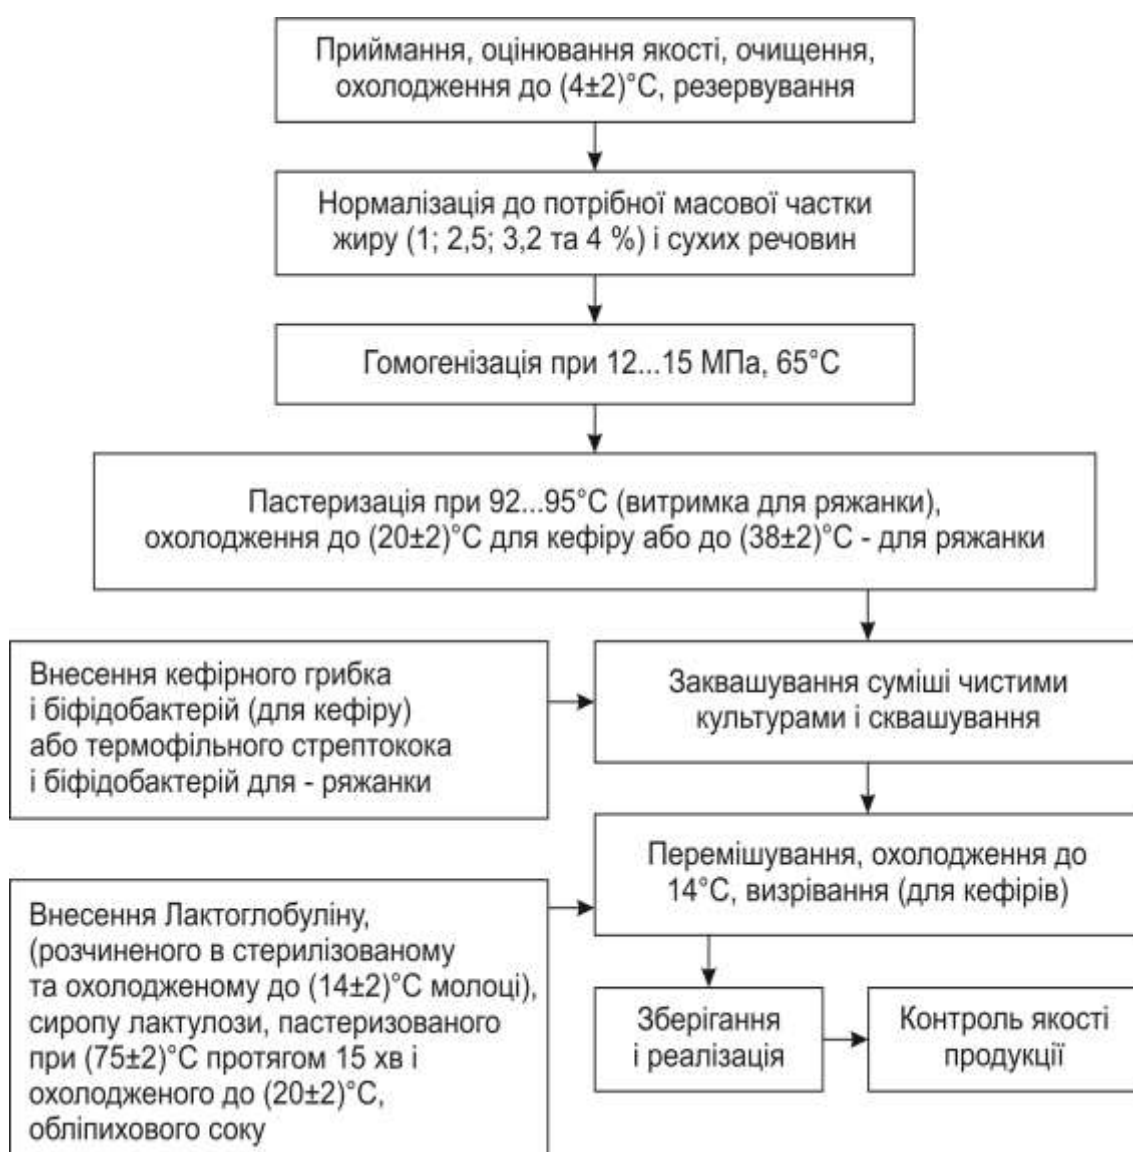 Приймання, оцінювання якості, очищення,
охолодження до (4±2)°С, резервування
Нормалізація до потрібної масової частки
жиру (1; 2,5; 3,2 та 4 %) і сухих речовин
Гомогенізація при 12...15 МПа, 65°С
Пастеризація при 92...95°С (витримка для ряжанки),
охолодження до (20±2)°С для кефіру або до (38±2)°С - для ряжанки
Внесення кефірного грибка
і біфідобактерій (для кефіру)
або термофільного стрептокока
і біфідобактерій для - ряжанки
Заквашування суміші чистими
культурами і сквашування
Перемішування, охолодження до
14°С, визрівання (для кефірів)
Внесення Лактоглобуліну,
(розчиненого в стерилізованому
та охолодженому до (14±2)°С молоці),
сиропу лактулози, пастеризованого
при (75±2)°С протягом 15 хв і
охолодженого до (20±2)°С,
обліпихового соку
Зберігання
і реалізація
Контроль якості
продукції